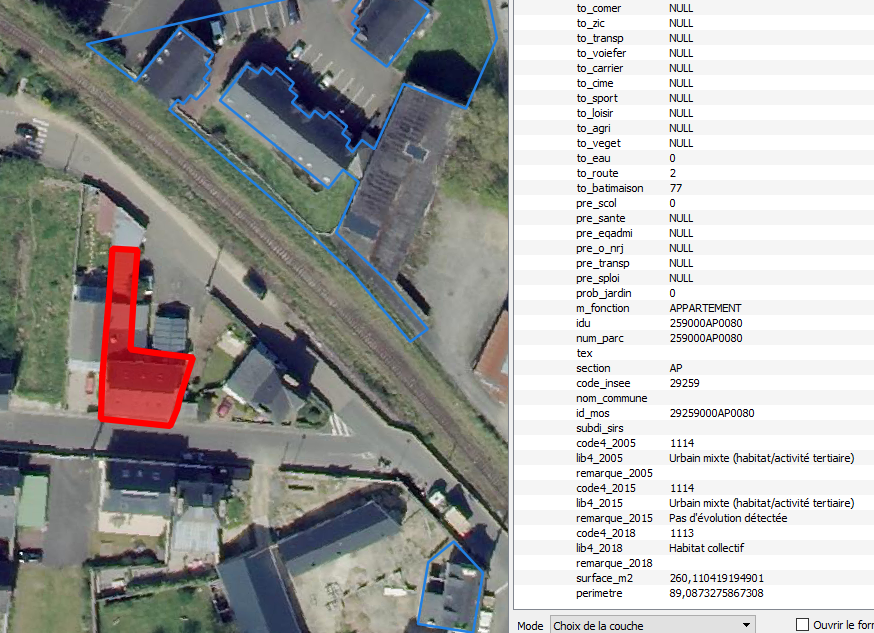 to_comer NULL
to_zic NULL
to_transp NULL
to_voiefer NULL
to_carrier NULL
to_cime NULL
to_sport NULL
to_loisir NULL
to_agri NULL
to_veget NULL
to_eau 0
to_route 2
to_batimaison 77
pre_scol 0
pre_sante NULL
pre_eqadmi NULL
pre_o_nrj NULL
pre_transp NULL
pre_sploi NULL
prob_jardin 0
m_fonction APPARTEMENT
idu 259000AP0080
num_parc 259000AP0080
tex
section AP
code_insee 29259
nom_commune
id_mos 29259000AP0080
subdi_sirs
code4_2005 1114
lib4_2005 Urbain mixte (habitat/activité tertiaire)
remarque_2005
code4_2015 1114
lib4_2015 Urbain mixte (habitat/activité tertiaire)
remarque_2015 Pas d'évolution détectée
code4_2018 1113
lib4_2018 Habitat collectif
remarque_2018
surface_m2 260,110419194901
perimetre 89,0873275867308
Mode Choix de la couche Ouvrir le for